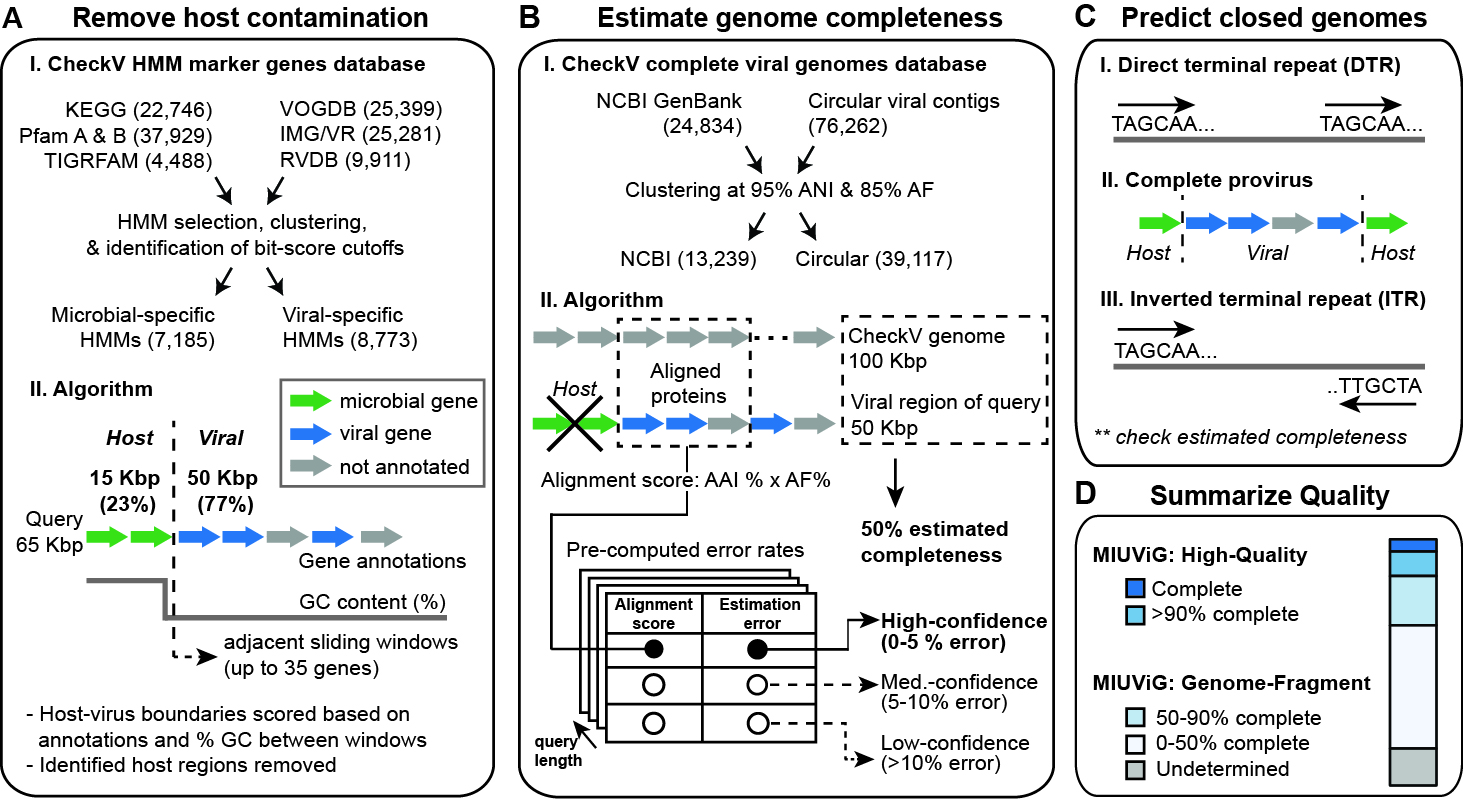 A Remove host contamination
I. CheckV HMM marker genes database
KEGG (22,746)
Pfam A & B (37,929)
TIGRFAM (4,488)
VOGDB (25,399)
IMG/VR (25,281)
RVDB (9,911)
HMM selection, clustering,
& identification of bit-score cutoffs
Microbial-specific
HMMs (7,185)
Viral-specific
HMMs (8,773)
II. Algorithm
microbial gene
viral gene
not annotated
Host
Viral
15 Kbp
(23%)
50 Kbp
(77%)
Query
65 Kbp
Gene annotations
GC content (%)
adjacent sliding windows
(up to 35 genes)
- Host-virus boundaries scored based on
annotations and % GC between windows
- Identified host regions removed
B Estimate genome completeness
I. CheckV complete viral genomes database
NCBI GenBank
(24,834)
Circular viral contigs
(76,262)
Clustering at 95% ANI & 85% AF
NCBI (13,239)
Circular (39,117)
II. Algorithm
CheckV genome
100 Kbp
Aligned
proteins
Host
Viral region of query
50 Kbp
Alignment score: AAI % x AF%
50% estimated
completeness
Pre-computed error rates
Alignment
score
Estimation
error
High-confidence
(0-5 % error)
Med.-confidence
(5-10% error)
Low-confidence
(>10% error)
query
length
C Predict closed genomes
I. Direct terminal repeat (DTR)
TAGCAA...
TAGCAA...
II. Complete provirus
Host
Viral
Host
III. Inverted terminal repeat (ITR)
TAGCAA...
..TTGCTA
** check estimated completeness
D Summarize Quality
MIUViG: High-Quality
Complete
>90% complete
MIUViG: Genome-Fragment
50-90% complete
0-50% complete
Undetermined